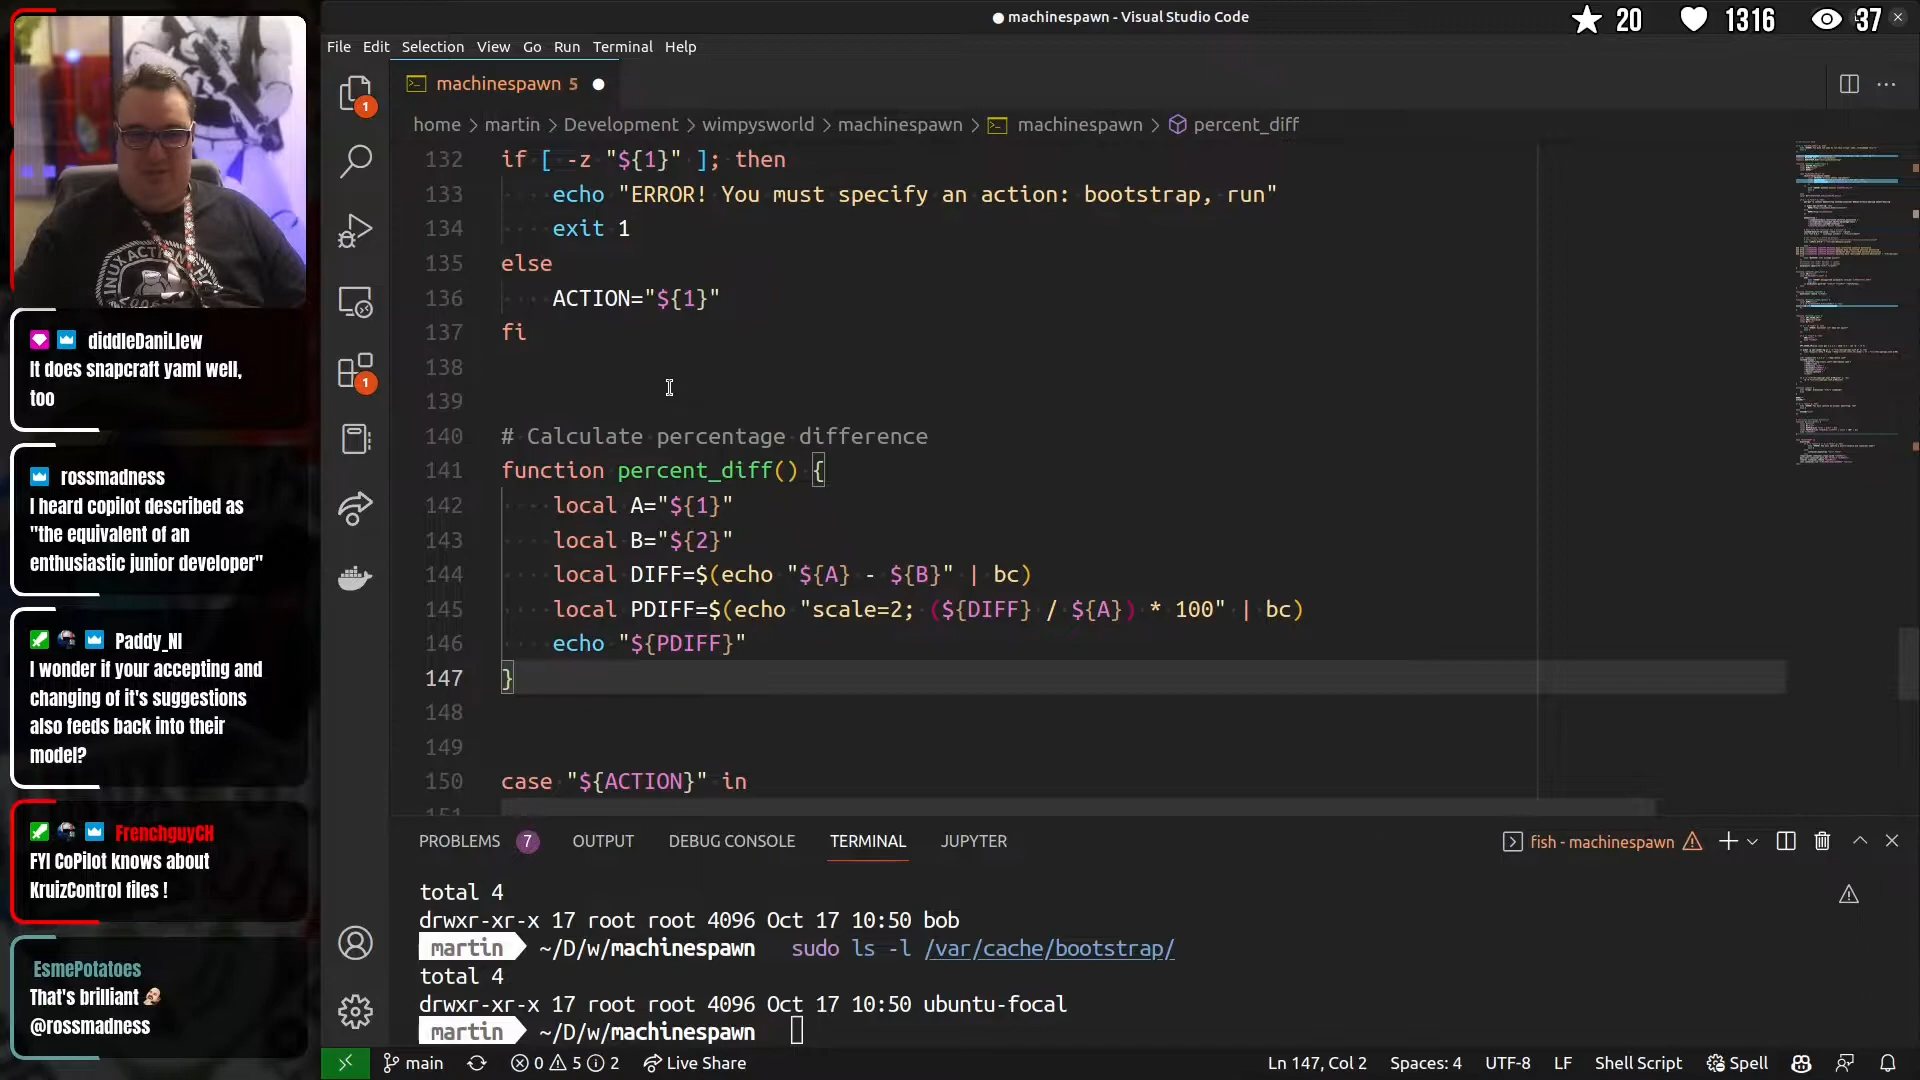 machinespawn - Visual Studio Code
20
1316
37
File Edit Selection View Go Run Terminal Help
machinespawn 5
home > martin > Development > wimpysworld > machinespawn > machinespawn > percent_diff
132 if [ -z "${1}" ]; then
133 echo "ERROR! You must specify an action: bootstrap, run"
134 exit 1
135 else
136 ACTION="${1}"
137 fi
138
139
140 # Calculate percentage difference
141 function percent_diff() {
142 local A="${1}"
143 local B="${2}"
144 local DIFF=$(echo "${A} - ${B}" | bc)
145 local PDIFF=$(echo "scale=2; (${DIFF} / ${A}) * 100" | bc)
146 echo "${PDIFF}"
147 }
148
149
150 case "${ACTION}" in
1
1
LINUX ACTION
diddleDaniLlew
It does snapcraft yaml well,
too
rossmadness
I heard copilot described as
"the equivalent of an
enthusiastic junior developer"
Paddy_NI
I wonder if your accepting and
changing of it's suggestions
also feeds back into their
model?
FrenchguyCH
FYI CoPilot knows about
KruizControl files !
EsmePotatoes
That's brilliant
@rossmadness
PROBLEMS 7 OUTPUT DEBUG CONSOLE TERMINAL JUPYTER
fish - machinespawn
total 4
drwxr-xr-x 17 root root 4096 Oct 17 10:50 bob
martin ~/D/w/machinespawn sudo ls -l /var/cache/bootstrap/
total 4
drwxr-xr-x 17 root root 4096 Oct 17 10:50 ubuntu-focal
martin ~/D/w/machinespawn
main 0 5 2 Live Share
Ln 147, Col 2 Spaces: 4 UTF-8 LF Shell Script Spell